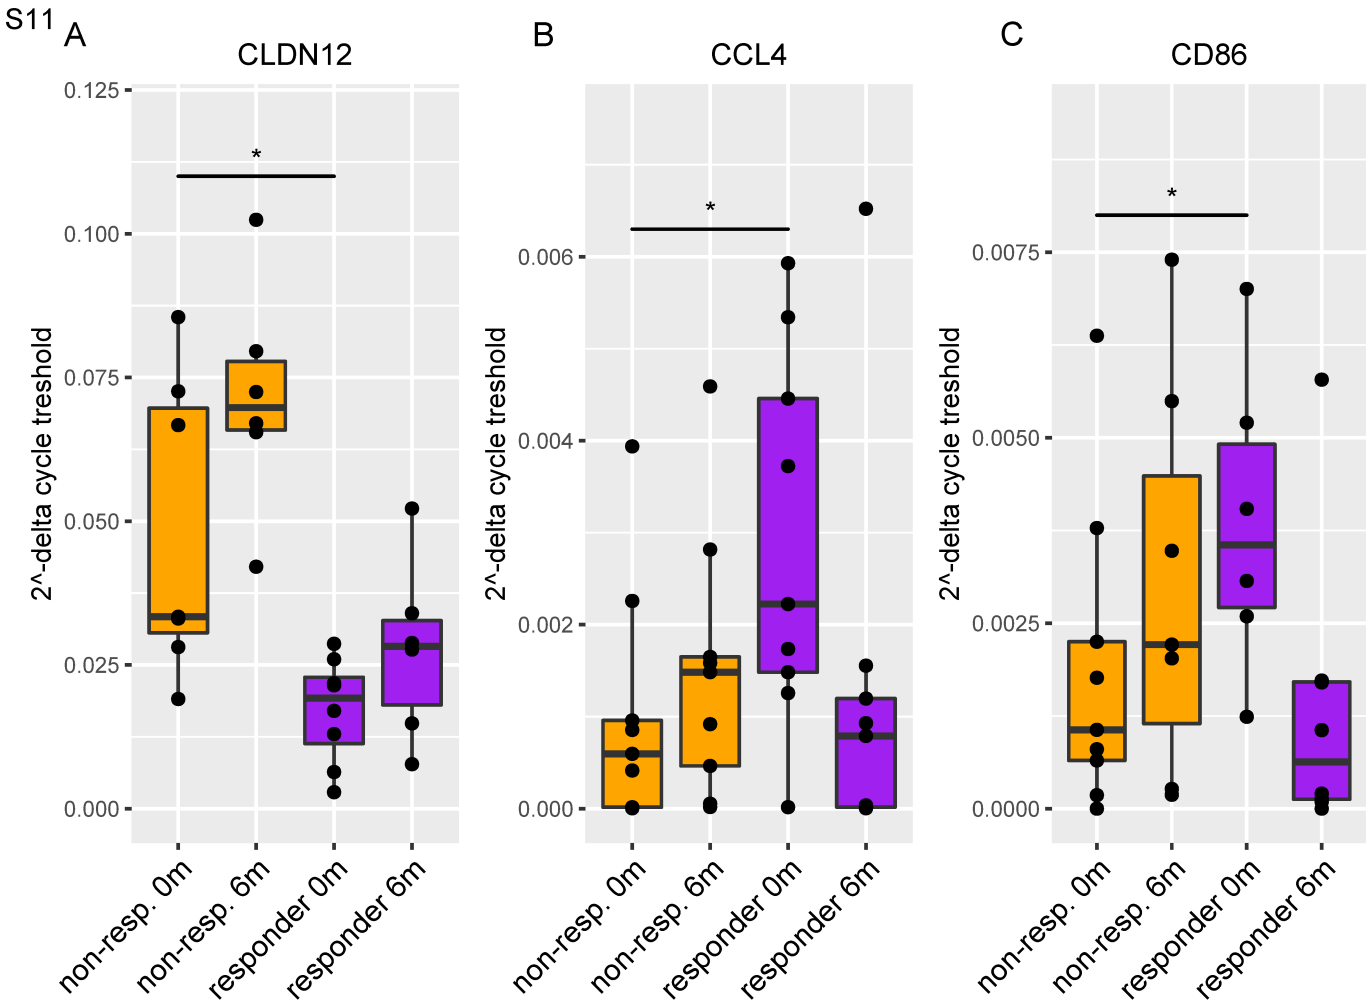 S11
A
CLDN12
2^-delta cycle treshold
0.125
0.100
0.075
0.050
0.025
0.000
*
non-resp. 0m
non-resp. 6m
responder 0m
responder 6m
B
CCL4
2^-delta cycle treshold
0.006
0.004
0.002
0.000
*
non-resp. 0m
non-resp. 6m
responder 0m
responder 6m
C
CD86
2^-delta cycle treshold
0.0075
0.0050
0.0025
0.0000
*
non-resp. 0m
non-resp. 6m
responder 0m
responder 6m